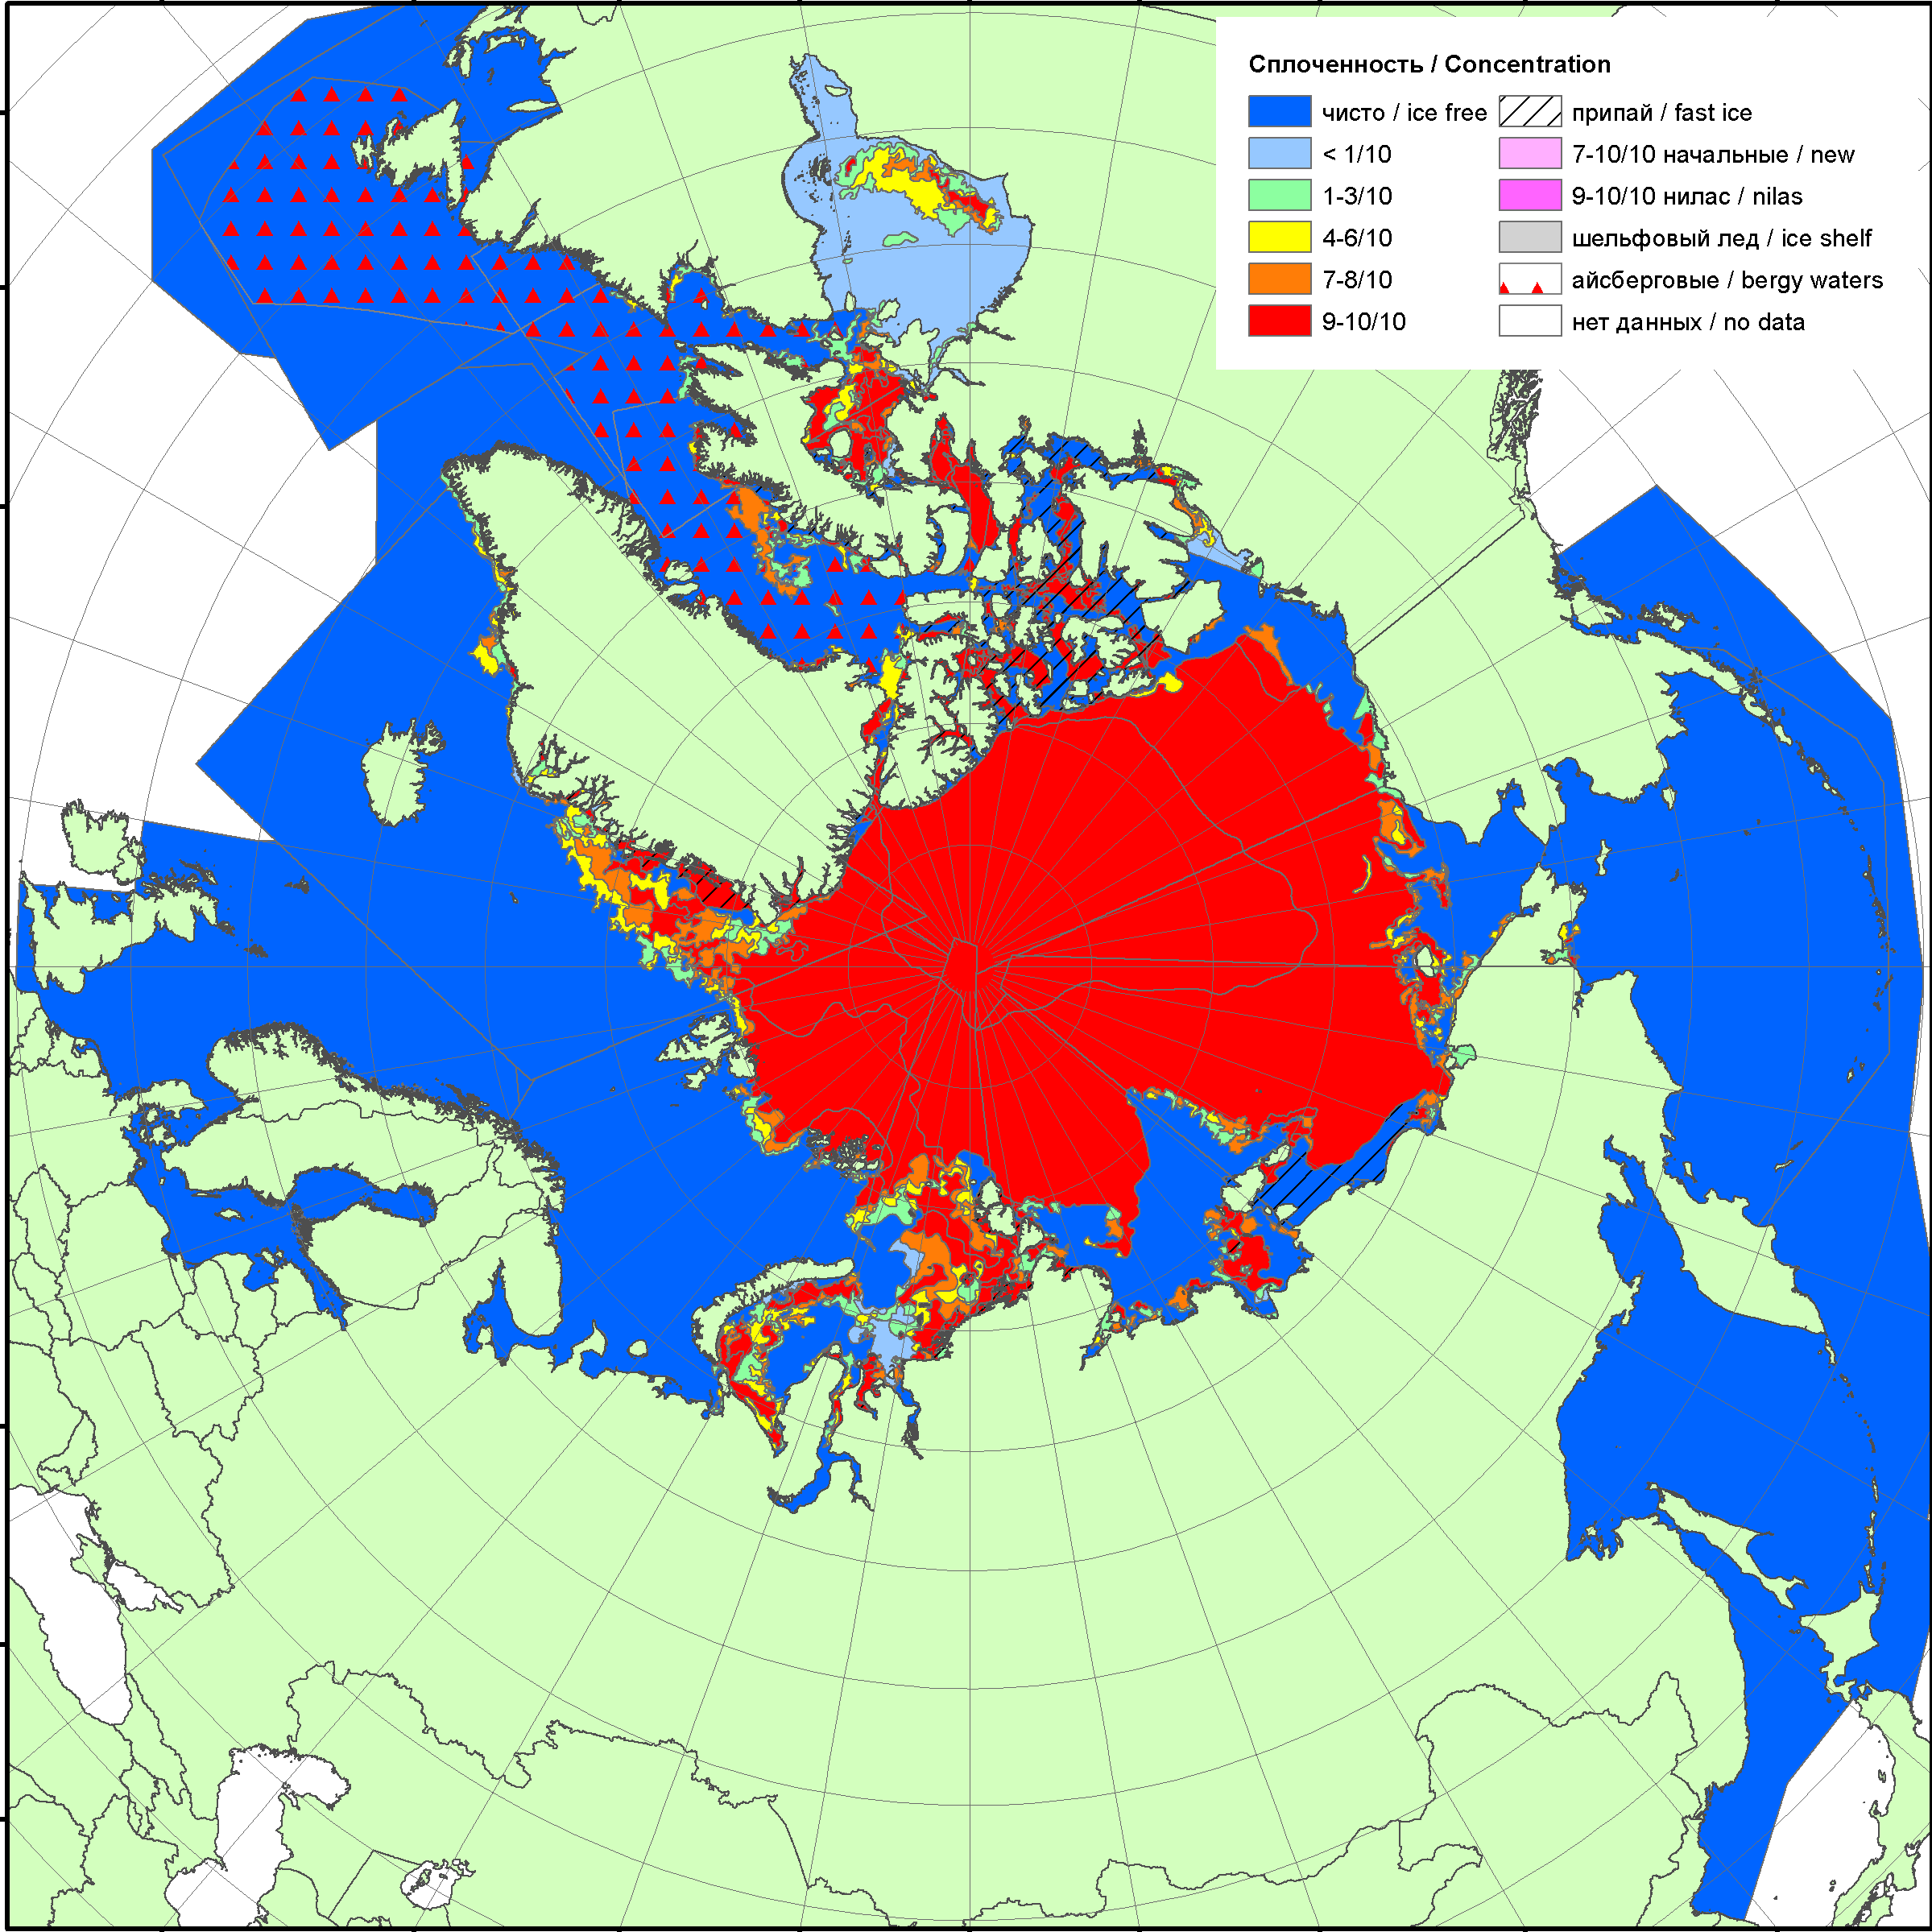 Сплоченность / Concentration
чисто / ice free
< 1/10
1-3/10
4-6/10
7-8/10
9-10/10
припай / fast ice
7-10/10 начальные / new
9-10/10 нилас / nilas
шельфовый лед / ice shelf
айсберговые / bergy waters
нет данных / no data